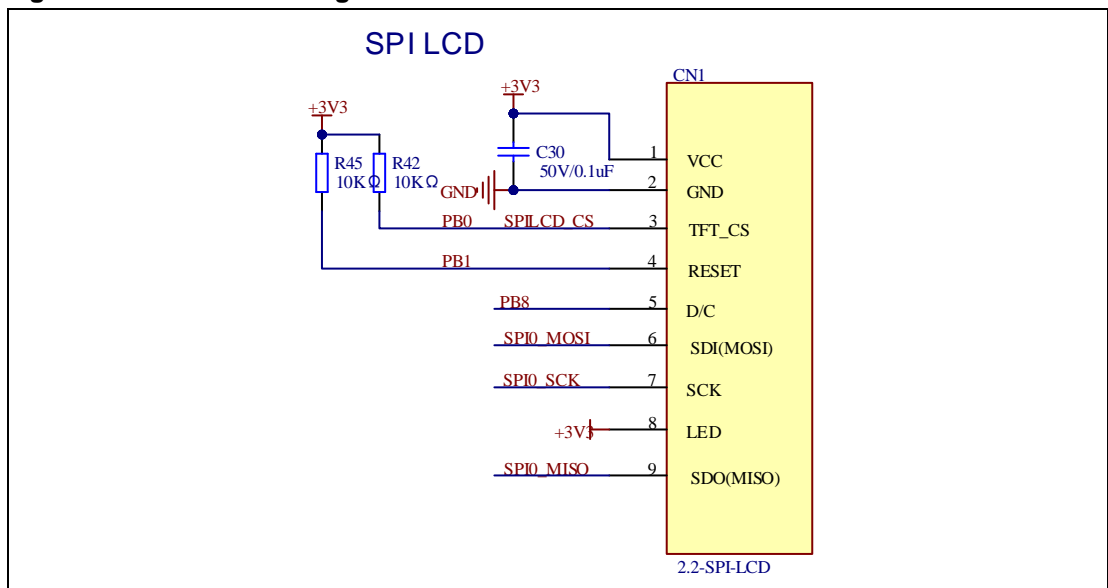 SPI LCD
CN1
+3V3
+3V3
R45
10KΩ
R42
10KΩ
C30
50V/0.1uF
GND
1 VCC
2 GND
PB0 SPILCD_CS 3 TFT_CS
PB1 4 RESET
PB8 5 D/C
SPI0_MOSI 6 SDI(MOSI)
SPI0_SCK 7 SCK
+3V3 8 LED
SPI0_MISO 9 SDO(MISO)
2.2-SPI-LCD